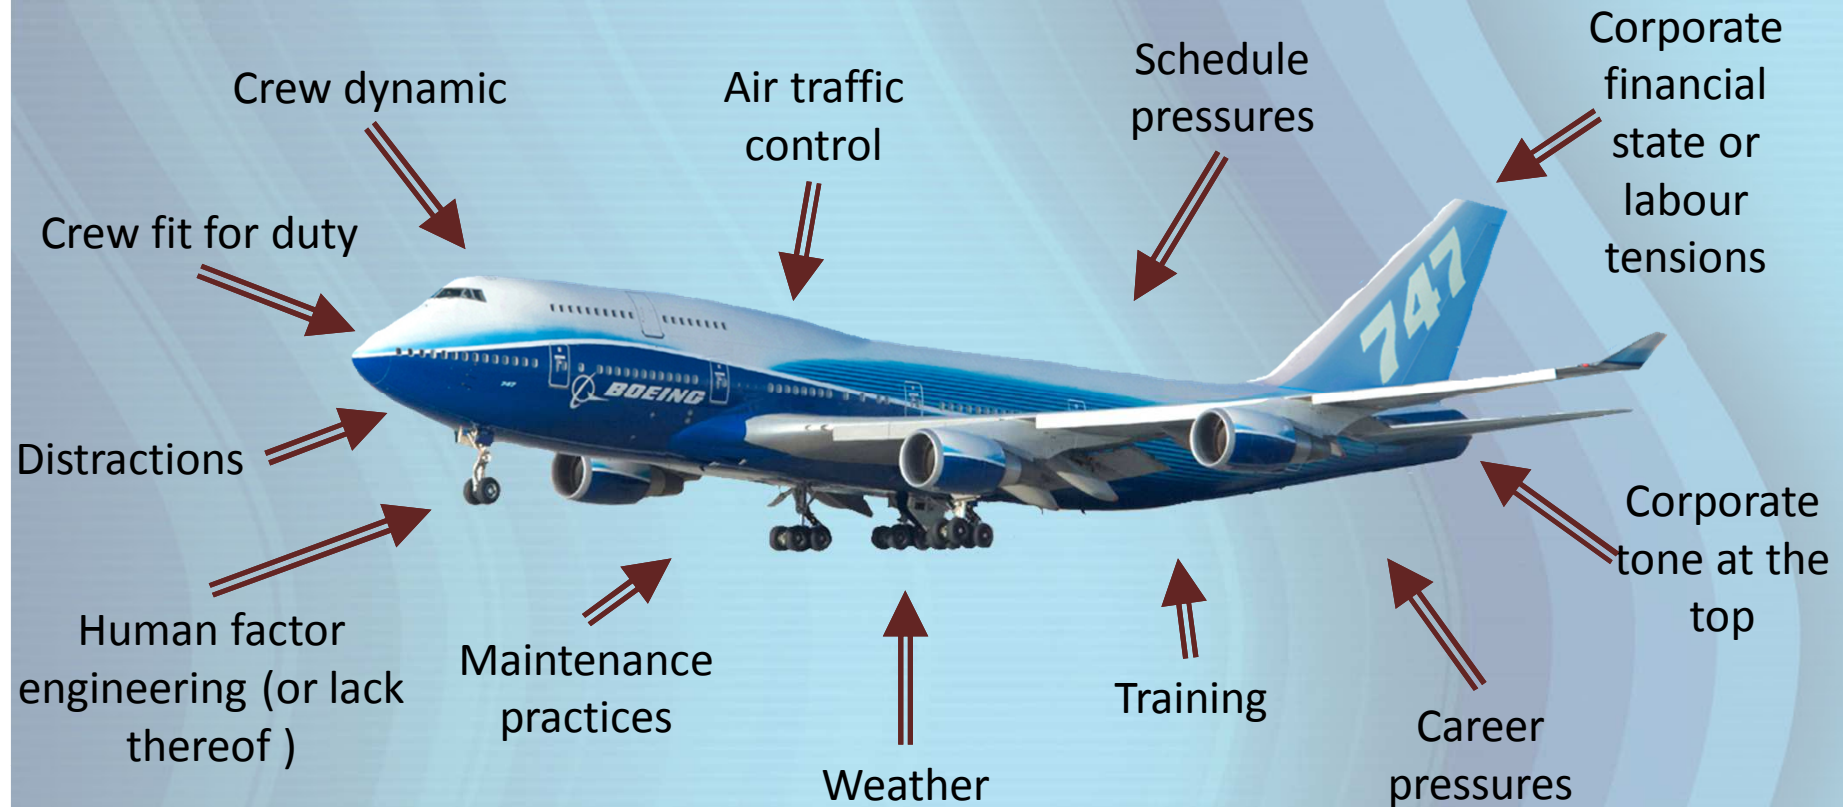 Crew dynamic
Air traffic
control
Schedule
pressures
Corporate
financial
state or
labour
tensions
Crew fit for duty
747
747
BOEING
Distractions
Human factor
engineering (or lack
thereof )
Maintenance
practices
Weather
Training
Career
pressures
Corporate
tone at the
top